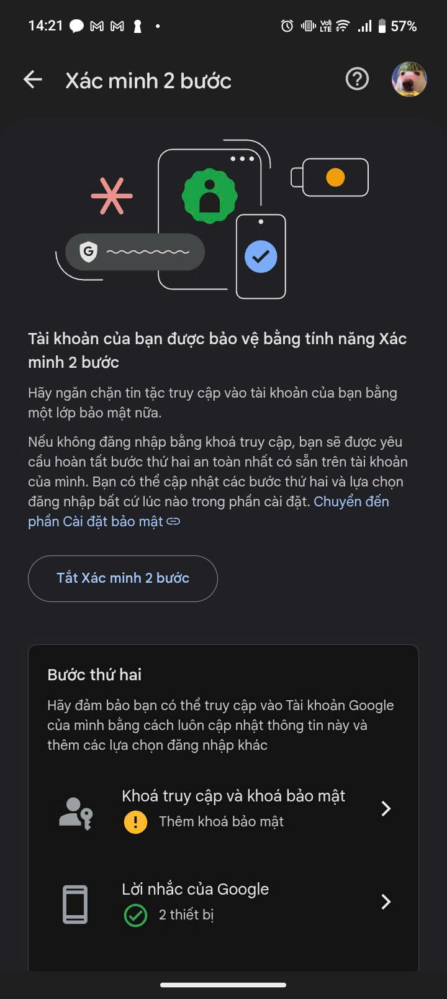 14:21
Vo))
LTE
57%
Xác minh 2 bước
G
Tài khoản của bạn được bảo vệ bằng tính năng Xác
minh 2 bước
Hãy ngăn chặn tin tặc truy cập vào tài khoản của bạn bằng
một lớp bảo mật nữa.
Nếu không đăng nhập bằng khoá truy cập, bạn sẽ được yêu
cầu hoàn tất bước thứ hai an toàn nhất có sẵn trên tài khoản
của mình. Bạn có thể cập nhật các bước thứ hai và lựa chọn
đăng nhập bất cứ lúc nào trong phần cài đặt. Chuyển đến
phần Cài đặt bảo mật
Tắt Xác minh 2 bước
Bước thứ hai
Hãy đảm bảo bạn có thể truy cập vào Tài khoản Google
của mình bằng cách luôn cập nhật thông tin này và
thêm các lựa chọn đăng nhập khác
Khoá truy cập và khoá bảo mật
Thêm khoá bảo mật
Lời nhắc của Google
2 thiết bị